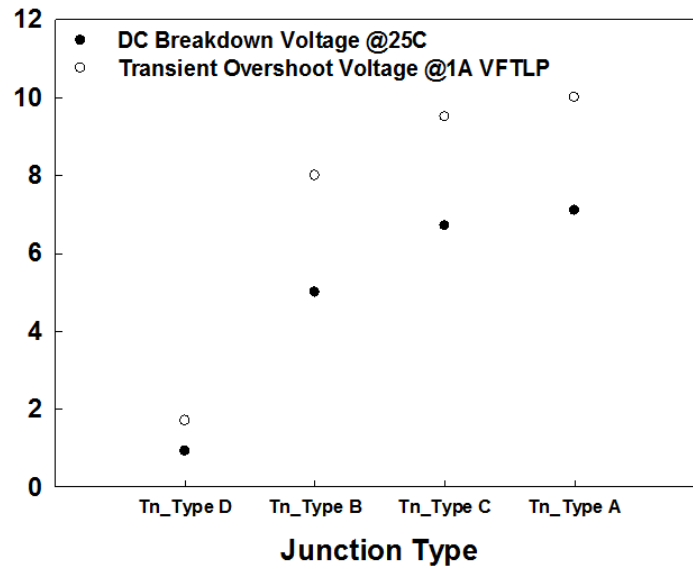 12
DC Breakdown Voltage @25C
Transient Overshoot Voltage @1A VFTLP
10
8
6
4
2
0
Tn_Type D Tn_Type B Tn_Type C Tn_Type A
Junction Type